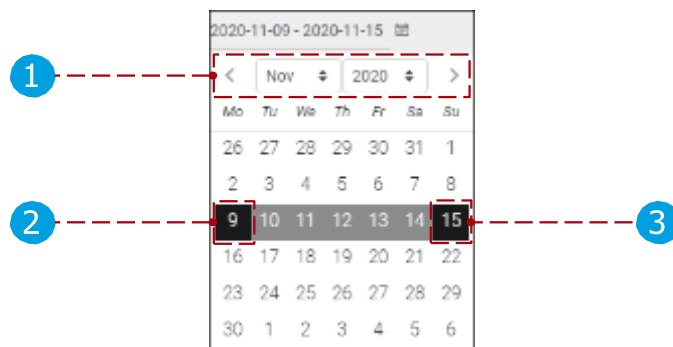 2020-11-09 - 2020-11-15
1 Nov 2020
Mo Tu We Th Fr Sa Su
26 27 28 29 30 31 1
2 3 4 5 6 7 8
2 9 10 11 12 13 14 15 3
16 17 18 19 20 21 22
23 24 25 26 27 28 29
30 1 2 3 4 5 6